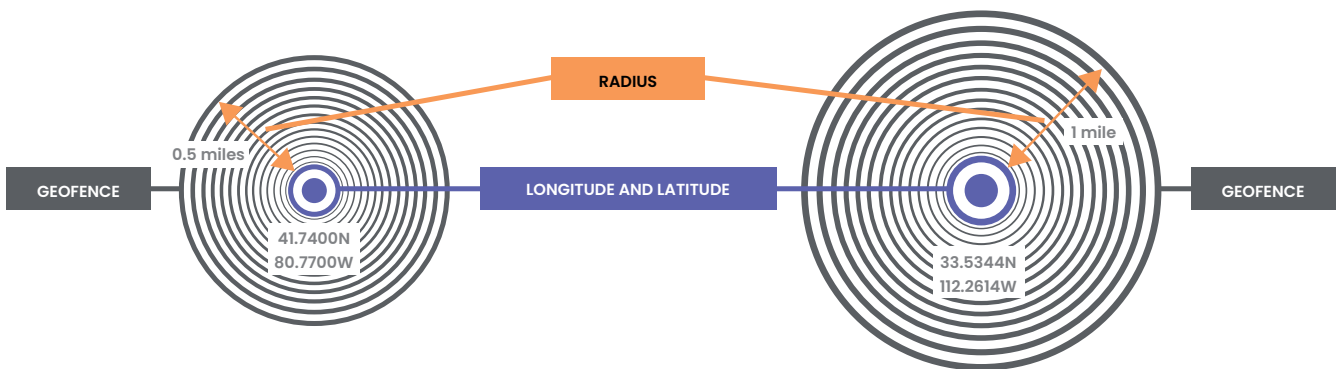 RADIUS
0.5 miles
1 mile
GEOFENCE
LONGITUDE AND LATITUDE
GEOFENCE
41.7400N
80.7700W
33.5344N
112.2614W